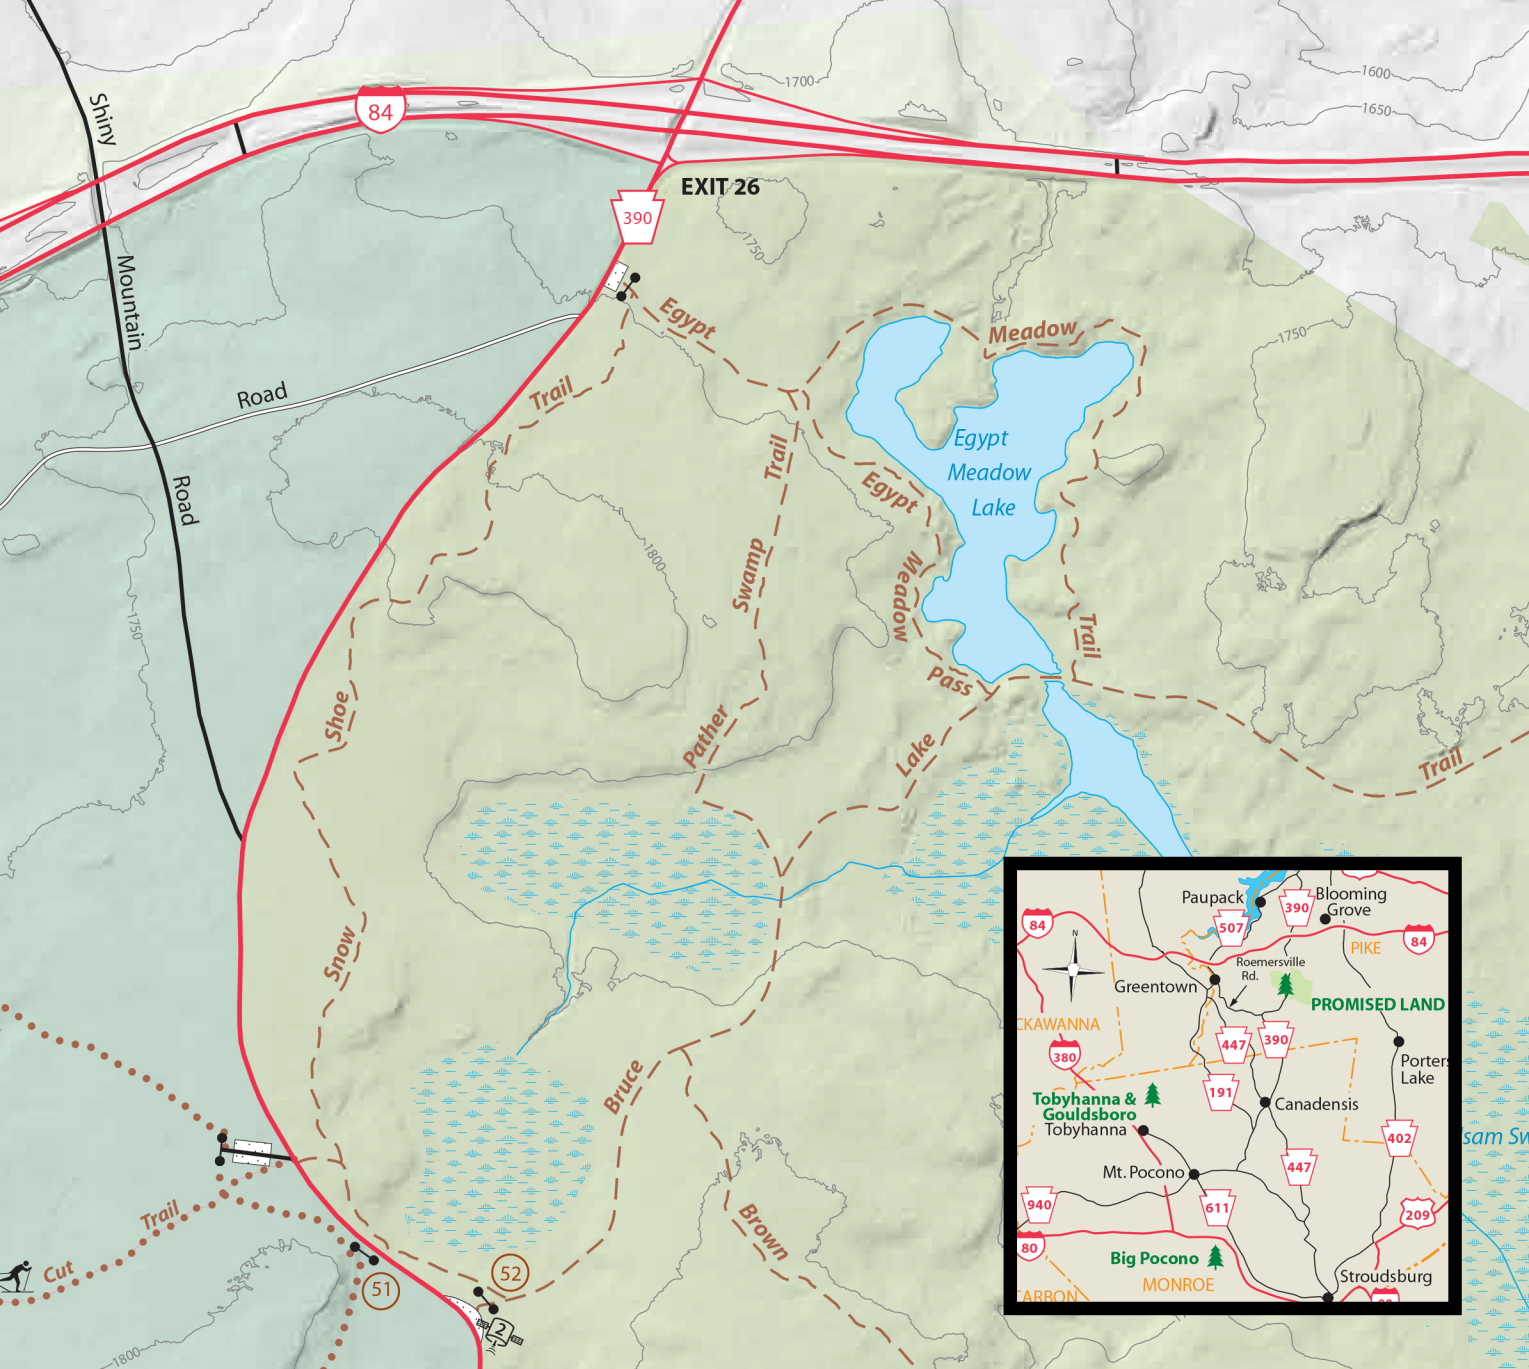 Shiny
84
1700
1600
1650
EXIT 26
390
1750
Mountain
Egypt
Meadow
1750
Road
Trail
Egypt
Meadow
Lake
Trail
Egypt
Road
1800
Swamp
Meadow
1750
Trail
Pass
Shoe
Pather
Lake
Trail
Snow
Bruce
Trail
Brown
Cut
51
52
2
1800
Paupack
390
Blooming
Grove
507
84
84
PIKE
N
Roemersville
Rd.
Greentown
PROMISED LAND
CKAWANNA
447
390
380
Porters
Lake
191
Tobyhanna &
Gouldsboro
Tobyhanna
Canadensis
402
Mt. Pocono
447
940
611
209
80
Big Pocono
MONROE
Stroudsburg
ARBON
lsam Sw